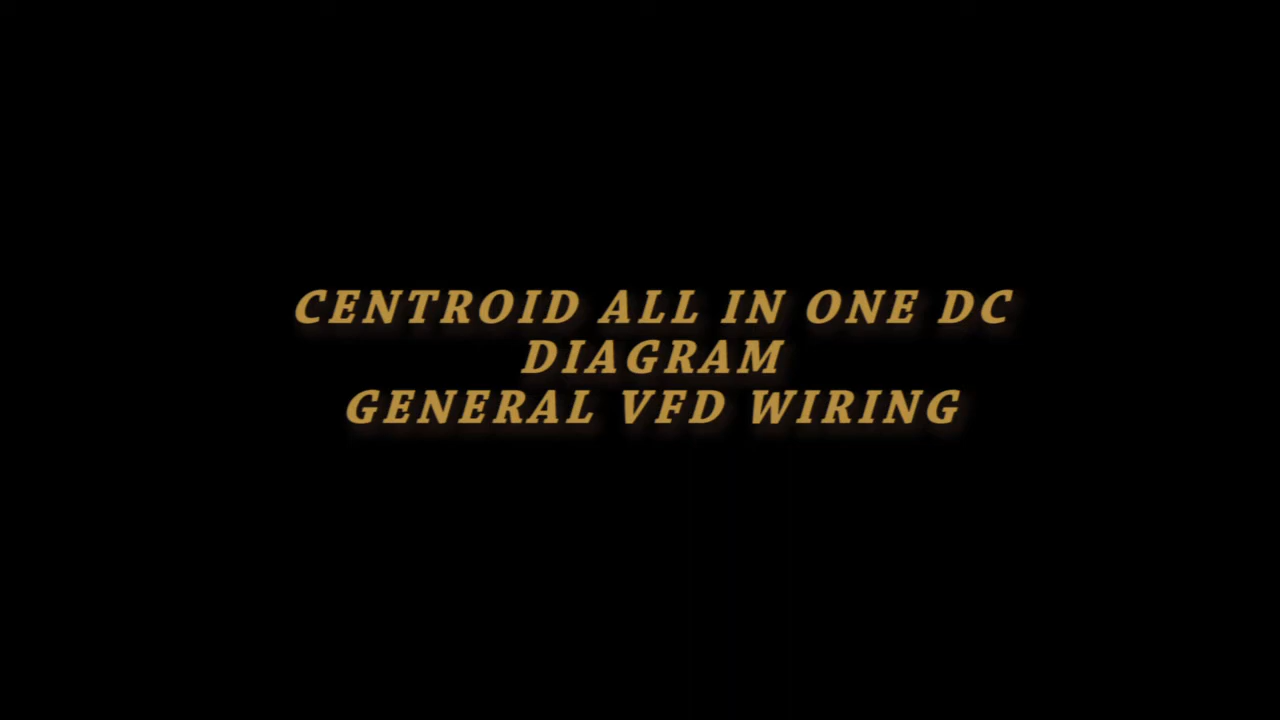 CENTROID ALL IN ONE DC
DIAGRAM
GENERAL VFD WIRING